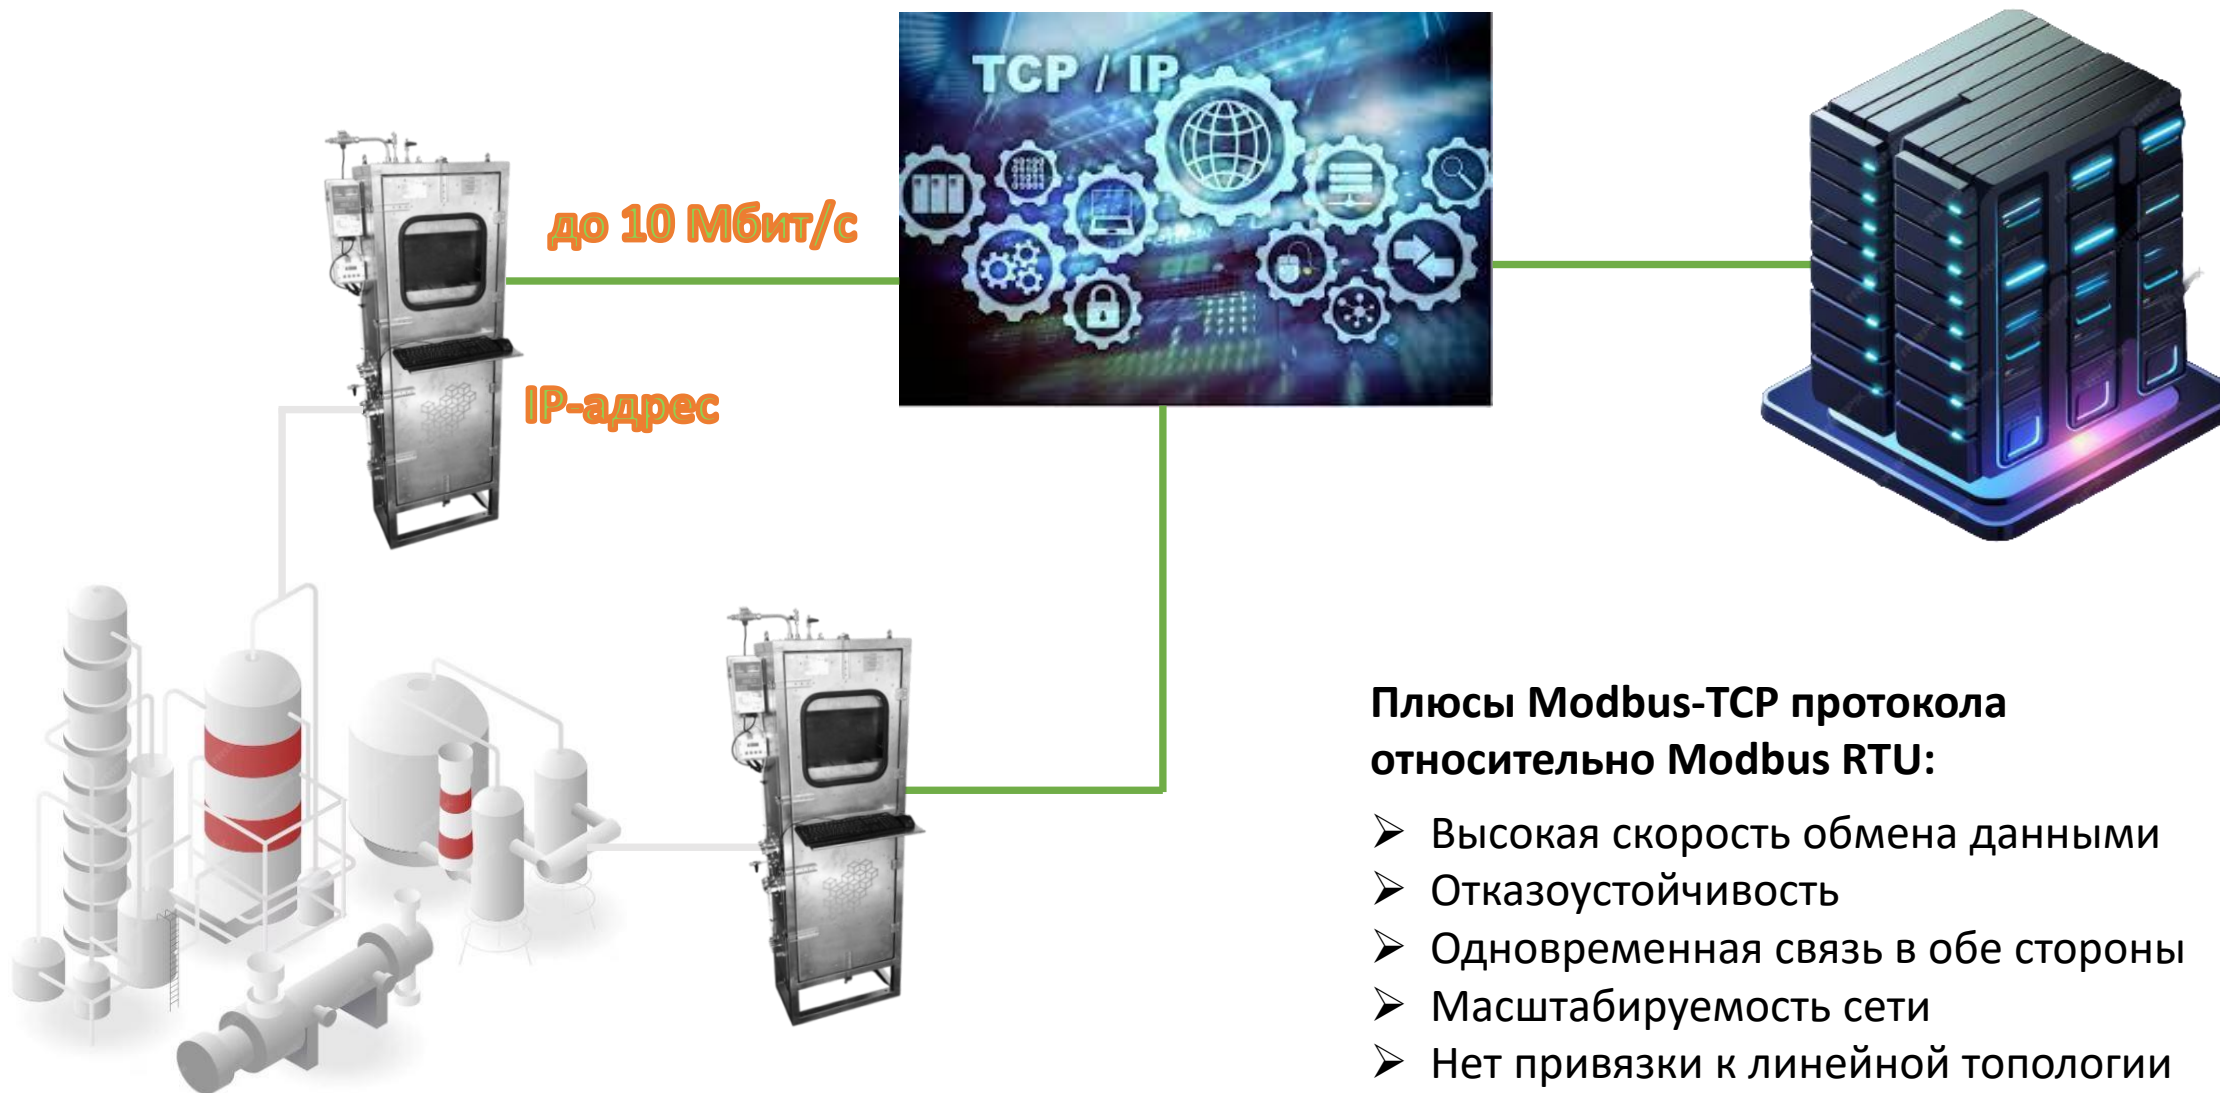 TCP / IP
до 10 Мбит/с
IP-адрес
Плюсы Modbus-TCP протокола
относительно Modbus RTU:
Высокая скорость обмена данными
Отказоустойчивость
Одновременная связь в обе стороны
Масштабируемость сети
Нет привязки к линейной топологии